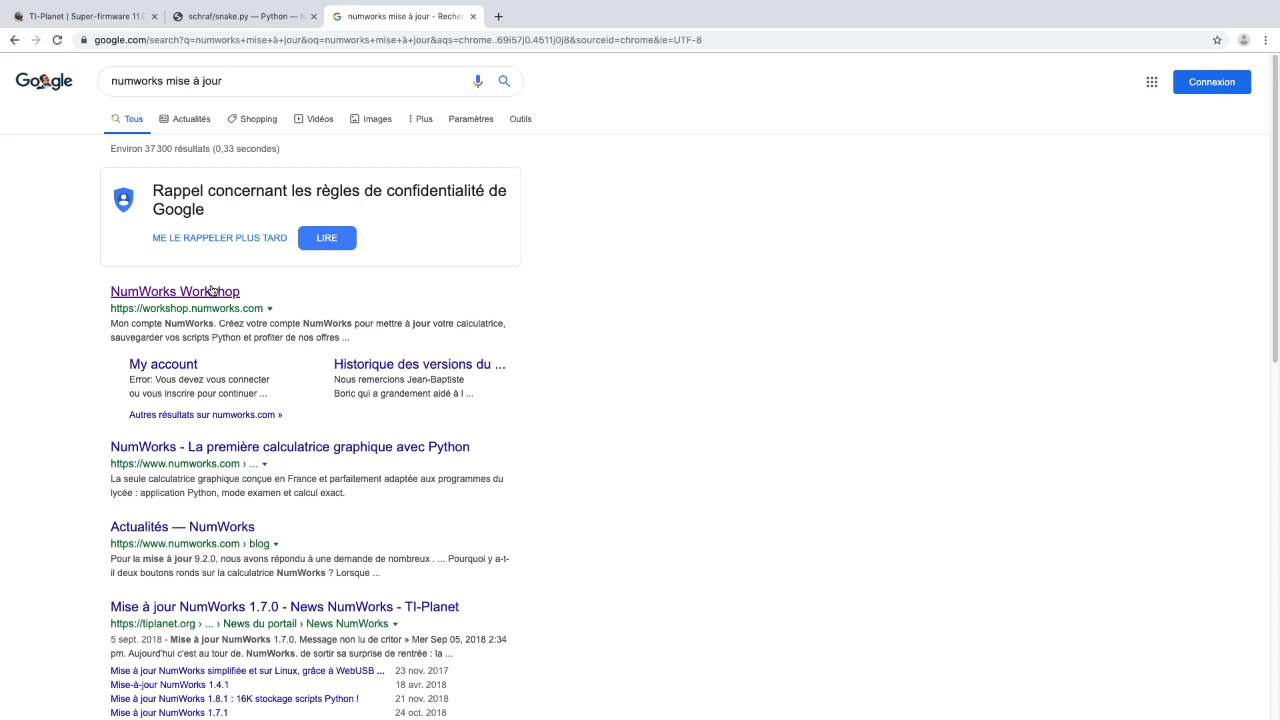 TI-Planet | Super-firmware 11.0
schraf/snake.py — Python — N
numworks mise à jour - Recher
google.com/search?q=numworks+mise+à+jour&oq=numworks+mise+à+jour&aqs=chrome..69i57j0.4511j0j8&sourceid=chrome&ie=UTF-8
Google
numworks mise à jour
Connexion
Tous
Actualités
Shopping
Vidéos
Images
Plus
Paramètres
Outils
Environ 37 300 résultats (0,33 secondes)
Rappel concernant les règles de confidentialité de
Google
ME LE RAPPELER PLUS TARD
LIRE
NumWorks Workshop
https://workshop.numworks.com
Mon compte NumWorks. Créez votre compte NumWorks pour mettre à jour votre calculatrice,
sauvegarder vos scripts Python et profiter de nos offres ...
My account
Error: Vous devez vous connecter
ou vous inscrire pour continuer ...
Historique des versions du ...
Nous remercions Jean-Baptiste
Boric qui a grandement aidé à l ...
Autres résultats sur numworks.com »
NumWorks - La première calculatrice graphique avec Python
https://www.numworks.com › ...
La seule calculatrice graphique conçue en France et parfaitement adaptée aux programmes du
lycée : application Python, mode examen et calcul exact.
Actualités — NumWorks
https://www.numworks.com › blog
Pour la mise à jour 9.2.0, nous avons répondu à une demande de nombreux . ... Pourquoi y a-t-
il deux boutons ronds sur la calculatrice NumWorks ? Lorsque ...
Mise à jour NumWorks 1.7.0 - News NumWorks - TI-Planet
https://tiplanet.org › ... › News du portail › News NumWorks
5 sept. 2018 - Mise à jour NumWorks 1.7.0. Message non lu de critor » Mer Sep 05, 2018 2:34
pm. Aujourd'hui c'est au tour de. NumWorks. de sortir sa surprise de rentrée : la ...
Mise à jour NumWorks simplifiée et sur Linux, grâce à WebUSB ... 23 nov. 2017
Mise-à-jour NumWorks 1.4.1 18 avr. 2018
Mise à jour NumWorks 1.8.1 : 16K stockage scripts Python ! 21 nov. 2018
Mise à jour NumWorks 1.7.1 24 oct. 2018